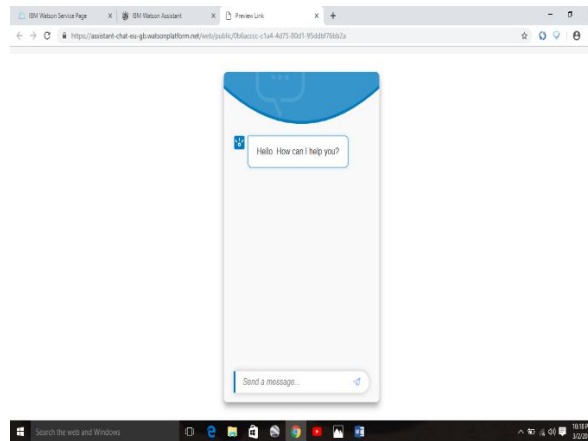 IBM Watson Service Page
IBM Watson Assistant
Preview Link
Hello How can I help you?
Send a message...
Search the web and Windows